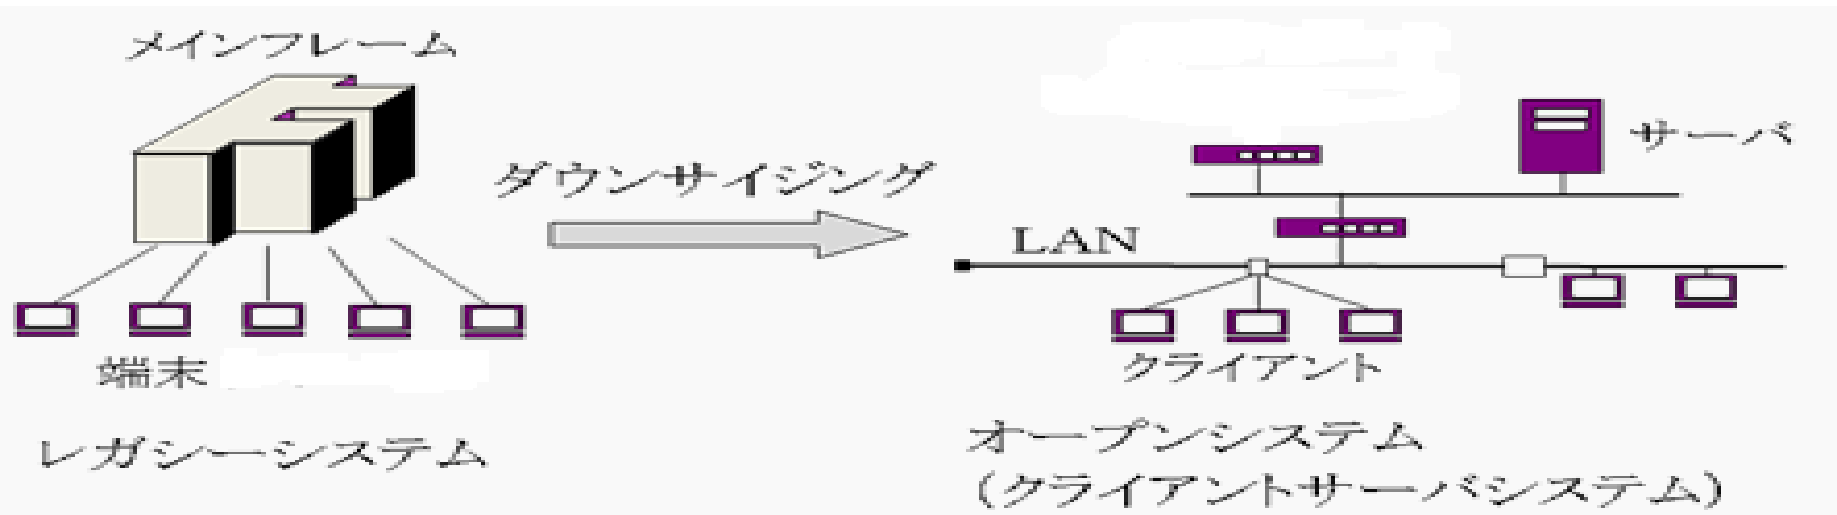 メインフレーム
ダウンサイジング
サーバ
LAN
端末
クライアント
レガシーシステム
オープンシステム
(クライアントサーバシステム)